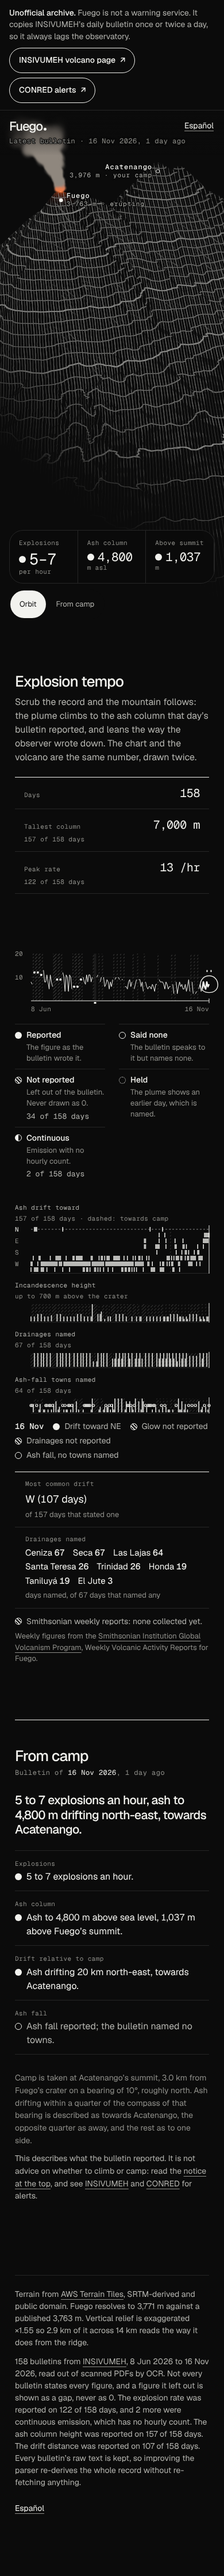 Unofficial archive. Fuego is not a warning service. It
copies INSIVUMEH's daily bulletin once or twice a day,
so it always lags the observatory.
INSIVUMEH volcano page ↗
CONRED alerts ↗
Fuego.
Español
Latest bulletin · 16 Nov 2026, 1 day ago
Acatenango
3,976 m · your camp
Fuego
3,763 m · erupting
Explosions
5–7
per hour
Ash column
4,800
m asl
Above summit
1,037
m
Orbit
From camp
Explosion tempo
Scrub the record and the mountain follows:
the plume climbs to the ash column that day's
bulletin reported, and leans the way the
observer wrote down. The chart and the
volcano are the same number, drawn twice.
Days
158
Tallest column
157 of 158 days
7,000 m
Peak rate
122 of 158 days
13 /hr
20
10
8 Jun
16 Nov
Reported
The figure as the
bulletin wrote it.
Said none
The bulletin speaks to
it but names none.
Not reported
Left out of the bulletin.
Never drawn as 0.
34 of 158 days
Held
The plume shows an
earlier day, which is
named.
Continuous
Emission with no
hourly count.
2 of 158 days
Ash drift toward
157 of 158 days · dashed: towards camp
N
E
S
W
Incandescence height
up to 700 m above the crater
Drainages named
67 of 158 days
Ash-fall towns named
64 of 158 days
16 Nov
Drift toward NE
Glow not reported
Drainages not reported
Ash fall, no towns named
Most common drift
W (107 days)
of 157 days that stated one
Drainages named
Ceniza 67 Seca 67 Las Lajas 64
Santa Teresa 26 Trinidad 26 Honda 19
Taniluyá 19 El Jute 3
days named, of 67 days that named any
Smithsonian weekly reports: none collected yet.
Weekly figures from the Smithsonian Institution Global
Volcanism Program, Weekly Volcanic Activity Reports for
Fuego.
From camp
Bulletin of 16 Nov 2026, 1 day ago
5 to 7 explosions an hour, ash to
4,800 m drifting north-east, towards
Acatenango.
Explosions
5 to 7 explosions an hour.
Ash column
Ash to 4,800 m above sea level, 1,037 m
above Fuego's summit.
Drift relative to camp
Ash drifting 20 km north-east, towards
Acatenango.
Ash fall
Ash fall reported; the bulletin named no
towns.
Camp is taken at Acatenango's summit, 3.0 km from
Fuego's crater on a bearing of 10°, roughly north. Ash
drifting within a quarter of the compass of that
bearing is described as towards Acatenango, the
opposite quarter as away, and the rest as to one
side.
This describes what the bulletin reported. It is not
advice on whether to climb or camp: read the notice
at the top, and see INSIVUMEH and CONRED for
alerts.
Terrain from AWS Terrain Tiles, SRTM-derived and
public domain. Fuego resolves to 3,771 m against a
published 3,763 m. Vertical relief is exaggerated
×1.55 so 2.9 km of it across 14 km reads the way it
does from the ridge.
158 bulletins from INSIVUMEH, 8 Jun 2026 to 16 Nov
2026, read out of scanned PDFs by OCR. Not every
bulletin states every figure, and a figure it left out is
shown as a gap, never as 0. The explosion rate was
reported on 122 of 158 days, and 2 more were
continuous emission, which has no hourly count. The
ash column height was reported on 157 of 158 days.
The drift distance was reported on 107 of 158 days.
Every bulletin's raw text is kept, so improving the
parser re-derives the whole record without re-
fetching anything.
Español